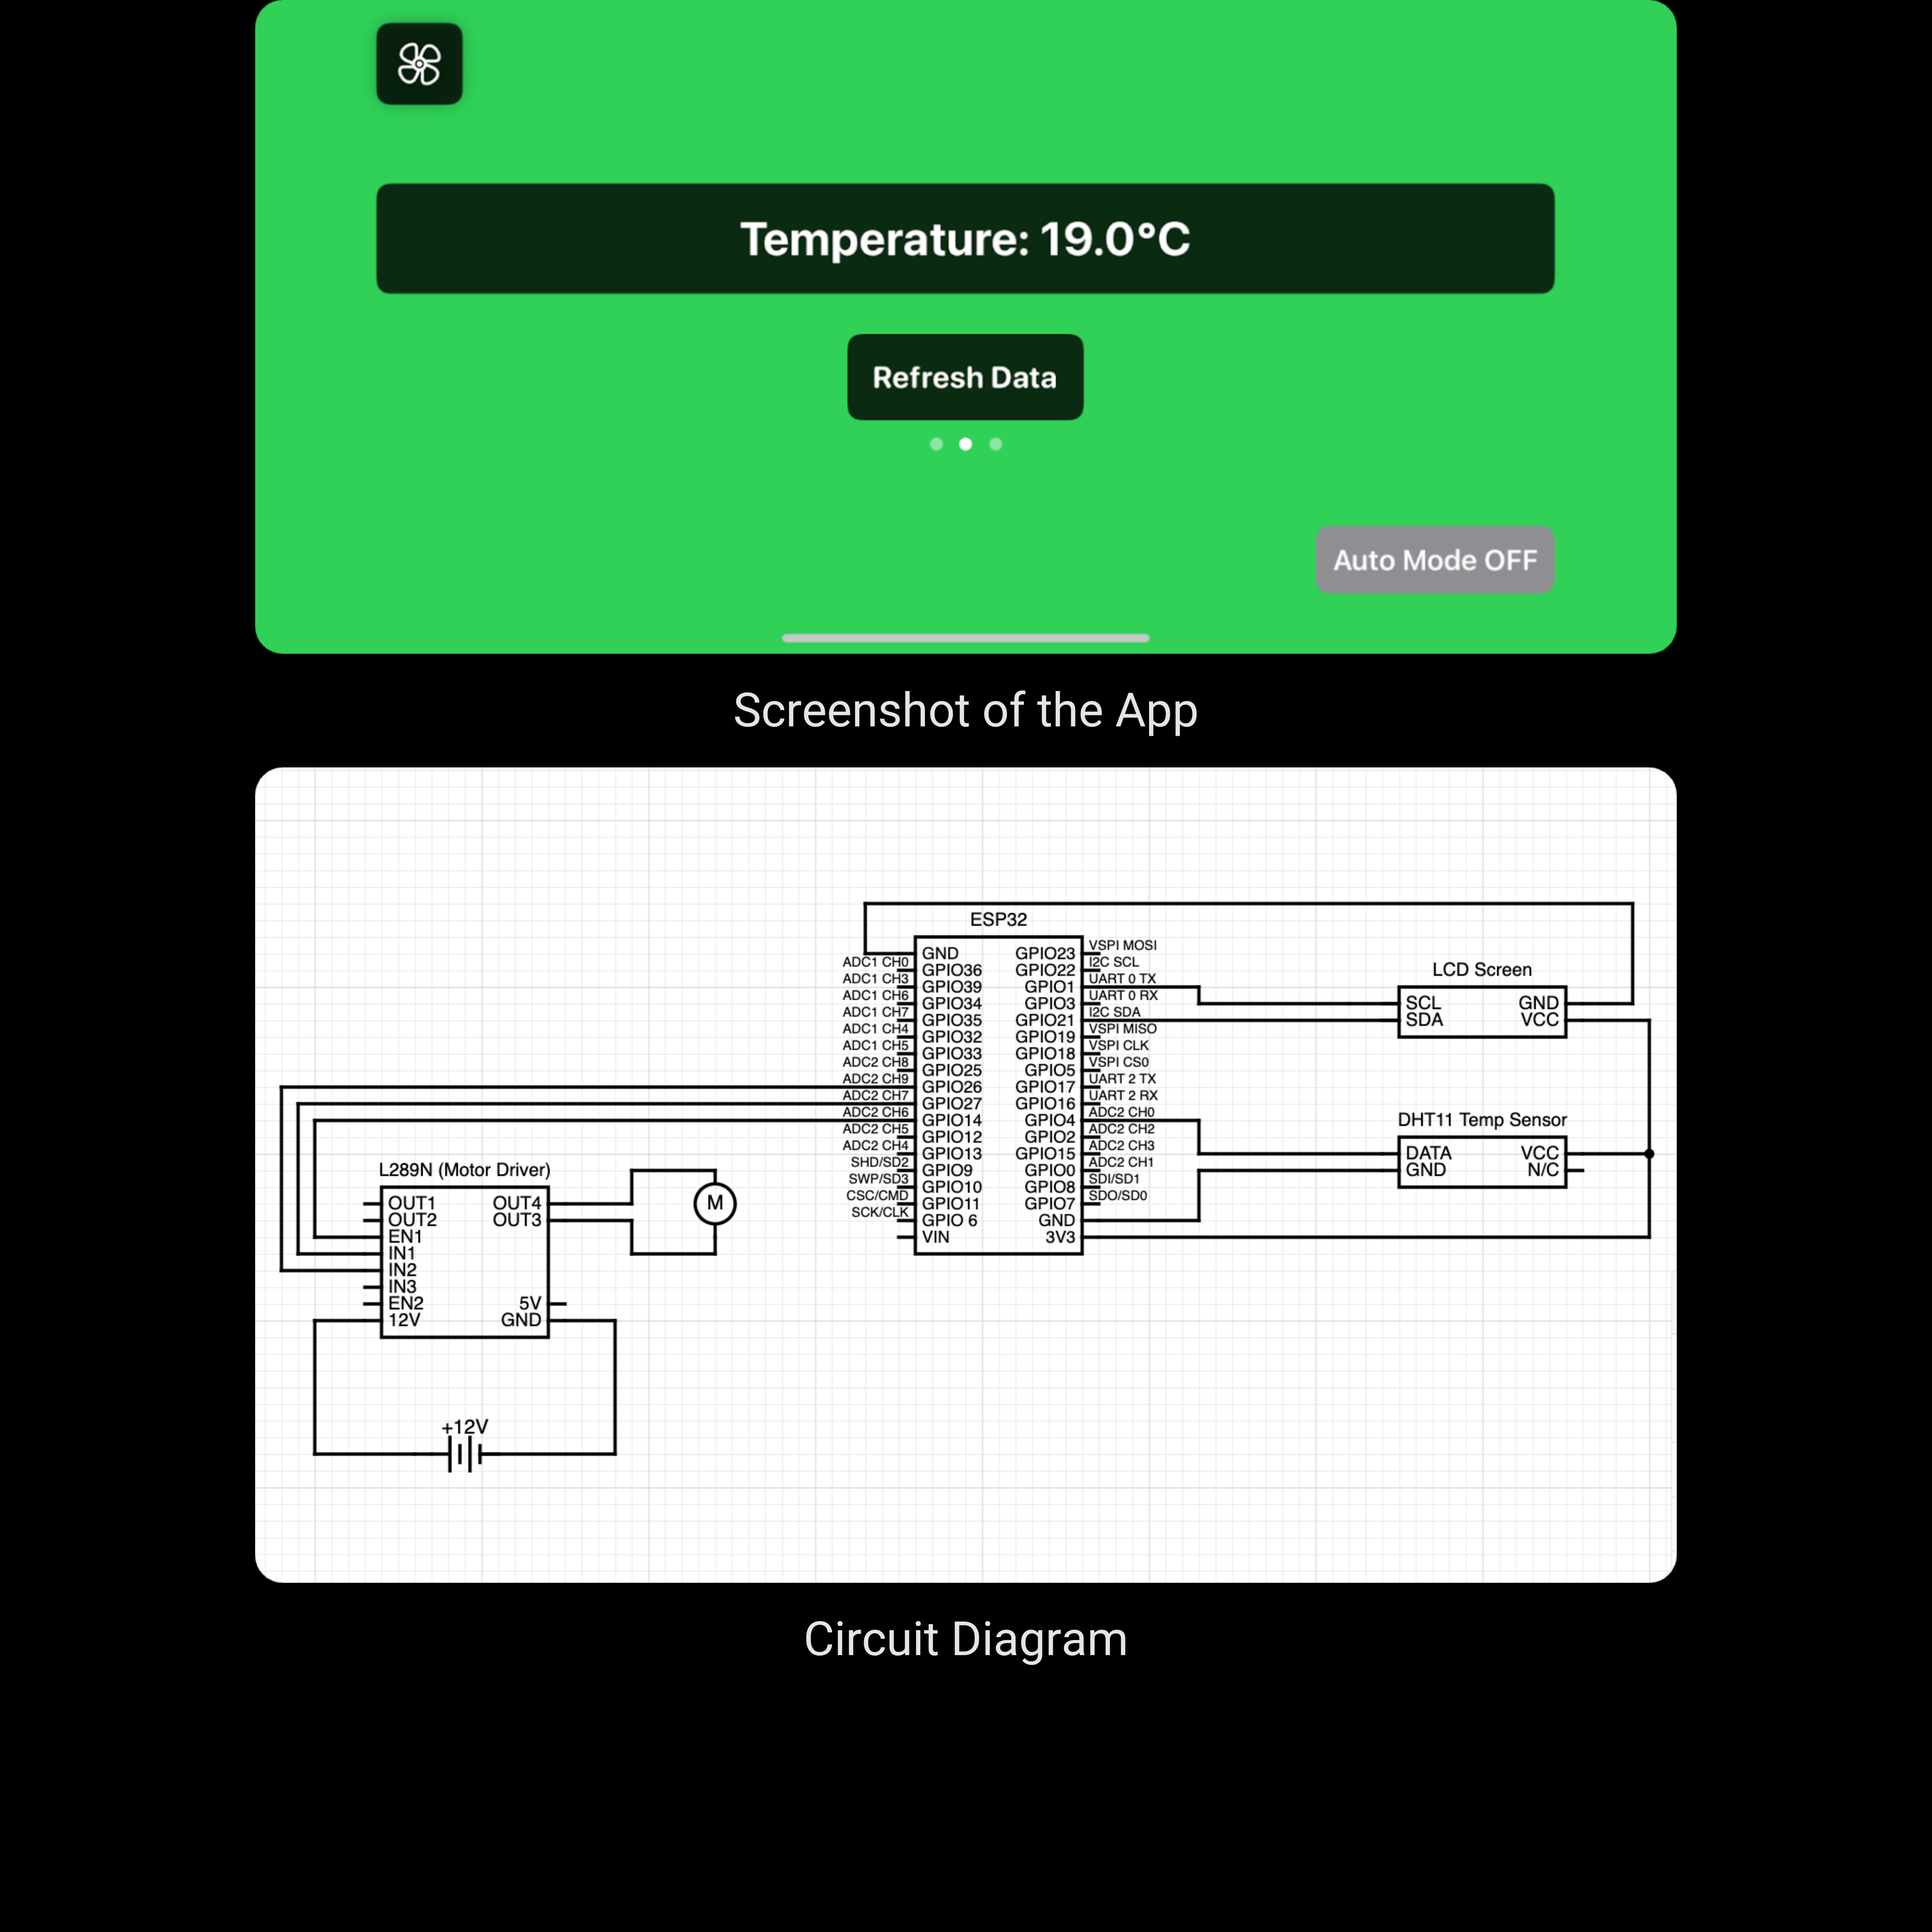 Temperature: 19.0°C
Refresh Data
Auto Mode OFF
Screenshot of the App
ESP32
ADC1 CH0
ADC1 CH3
ADC1 CH6
ADC1 CH7
ADC1 CH4
ADC1 CH5
ADC2 CH8
ADC2 CH9
ADC2 CH7
ADC2 CH6
ADC2 CH5
ADC2 CH4
SHD/SD2
SWP/SD3
CSC/CMD
SCK/CLK
GND GPIO23
GPIO36 GPIO22
GPIO39 GPIO1
GPIO34 GPIO3
GPIO35 GPIO21
GPIO32 GPIO19
GPIO33 GPIO18
GPIO25 GPIO5
GPIO26 GPIO17
GPIO27 GPIO16
GPIO14 GPIO4
GPIO12 GPIO2
GPIO13 GPIO15
GPIO9 GPIO0
GPIO10 GPIO8
GPIO11 GPIO7
GPIO 6 GND
VIN 3V3
VSPI MOSI
I2C SCL
UART 0 TX
UART 0 RX
I2C SDA
VSPI MISO
VSPI CLK
VSPI CS0
UART 2 TX
UART 2 RX
ADC2 CH0
ADC2 CH2
ADC2 CH3
ADC2 CH1
SDI/SD1
SDO/SD0
LCD Screen
SCL GND
SDA VCC
DHT11 Temp Sensor
DATA VCC
GND N/C
L289N (Motor Driver)
OUT1 OUT4
OUT2 OUT3
EN1
IN1
IN2
IN3
EN2 5V
12V GND
M
+12V
Circuit Diagram